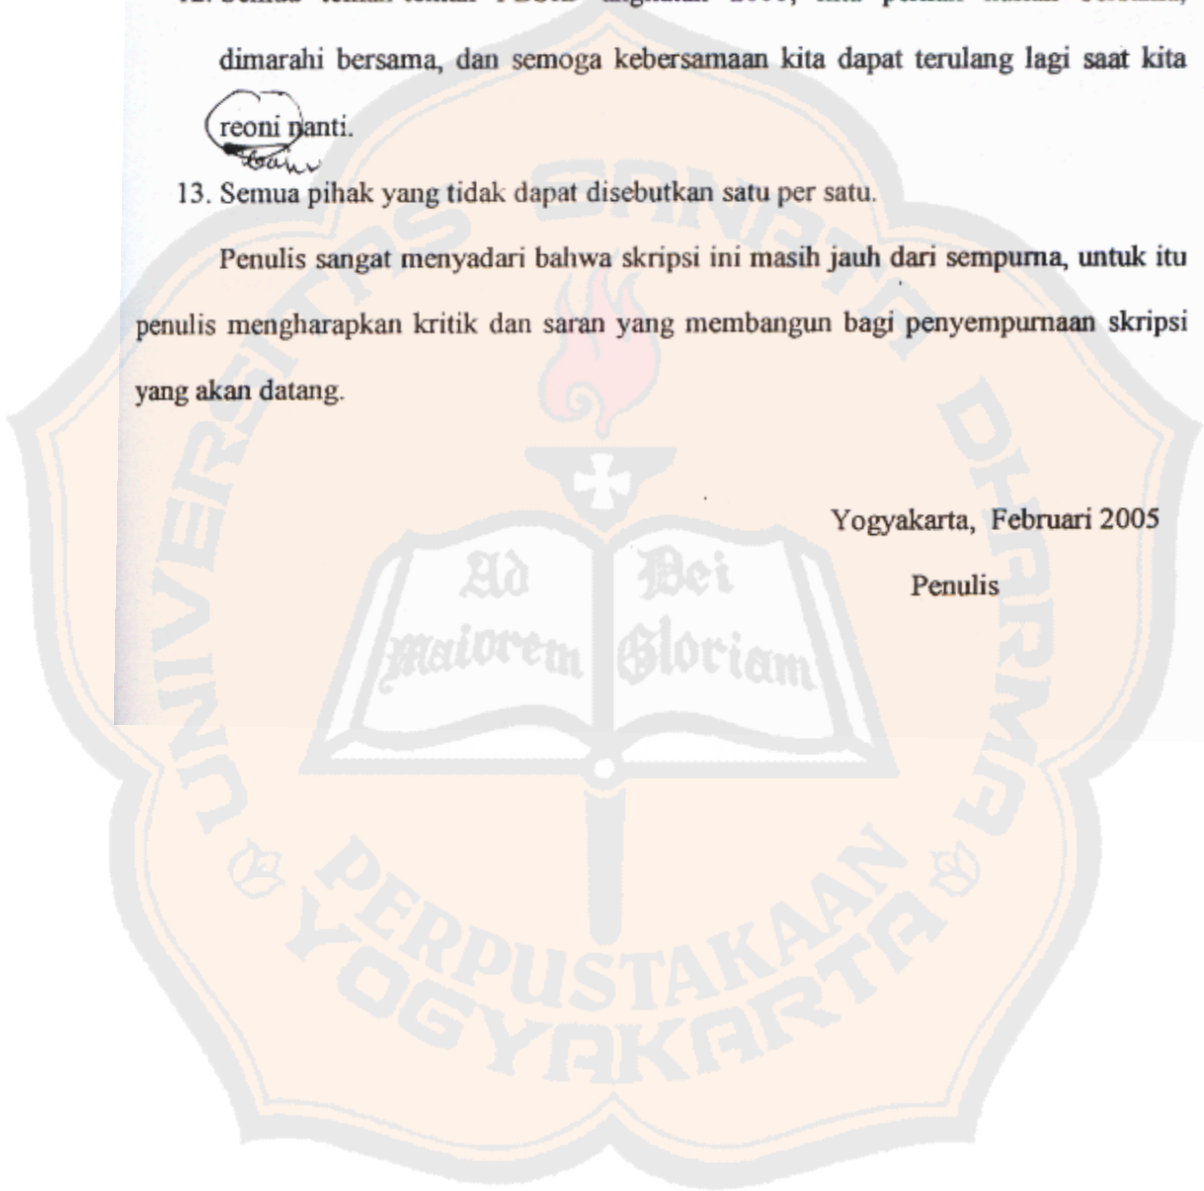 dimarahi bersama, dan semoga kebersamaan kita dapat terulang lagi saat kita
reoni nanti.
13. Semua pihak yang tidak dapat disebutkan satu per satu.
Penulis sangat menyadari bahwa skripsi ini masih jauh dari sempurna, untuk itu
penulis mengharapkan kritik dan saran yang membangun bagi penyempurnaan skripsi
yang akan datang.
Yogyakarta, Februari 2005
Penulis
UNIVERSITAS SANATA DHARMA
Ad Dei
Maiorem Gloriam
PERPUSTAKAAN
YOGYAKARTA